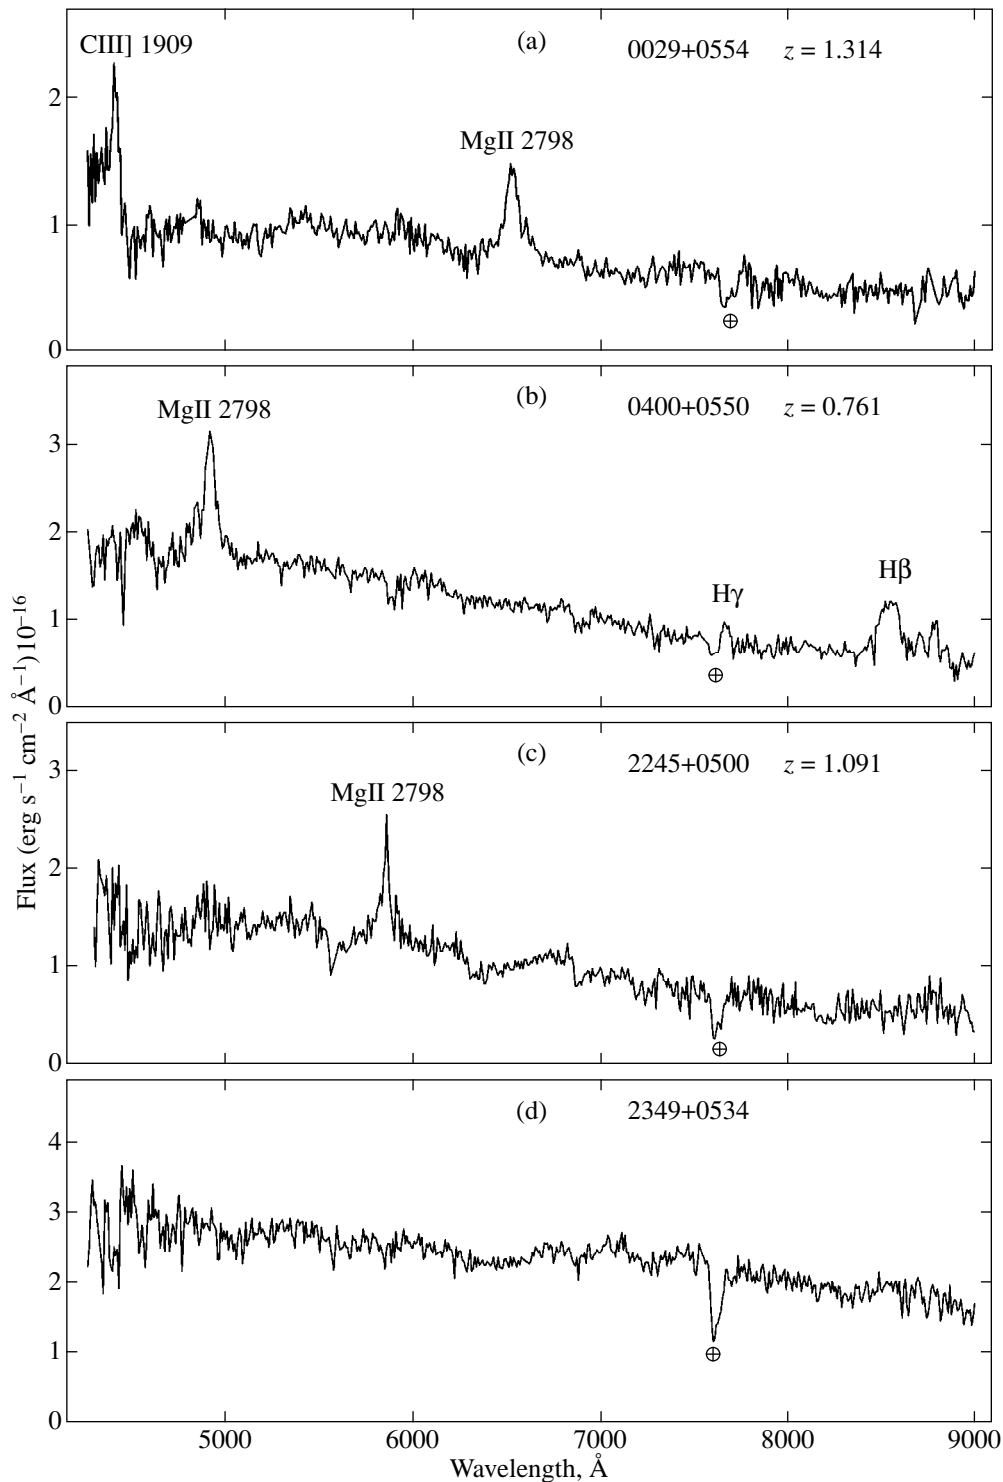 CIII] 1909
(a)
0029+0554 z = 1.314
MgII 2798
2
1
0
⊕
(b)
0400+0550 z = 0.761
MgII 2798
Hγ
Hβ
3
2
1
0
⊕
(c)
2245+0500 z = 1.091
MgII 2798
3
2
1
0
⊕
Flux (erg s⁻¹ cm⁻² Å⁻¹)10⁻¹⁶
(d)
2349+0534
4
3
2
1
0
⊕
5000 6000 7000 8000 9000
Wavelength, Å